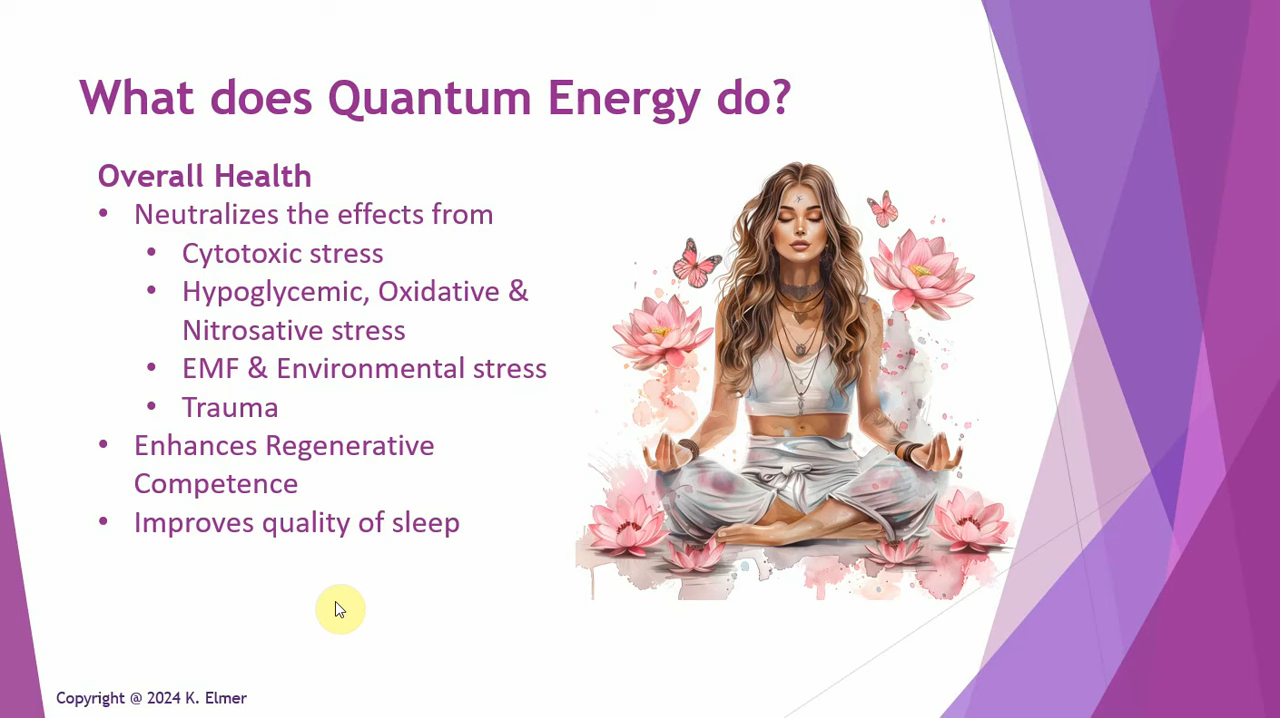 What does Quantum Energy do?
Overall Health
• Neutralizes the effects from
• Cytotoxic stress
• Hypoglycemic, Oxidative &
Nitrosative stress
• EMF & Environmental stress
• Trauma
• Enhances Regenerative
Competence
• Improves quality of sleep
Copyright @ 2024 K. Elmer